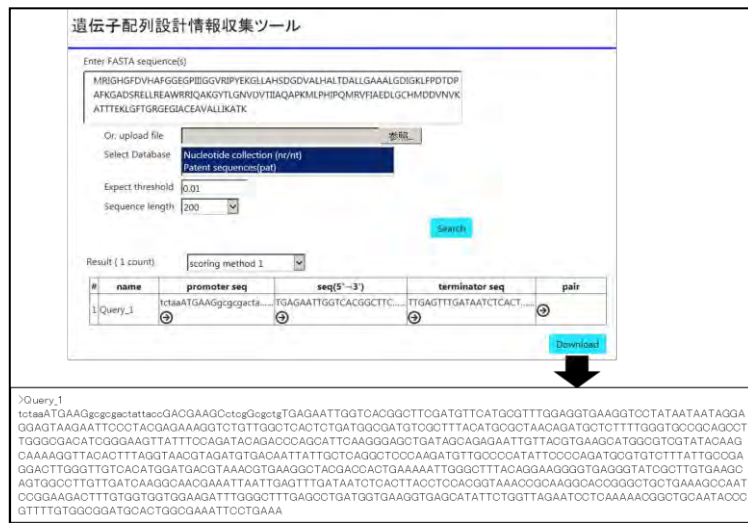 遺伝子配列設計情報収集ツール
Enter FASTA sequence(s)
MRIGHGFDVHAFGGEGPIIIGGVRIPYEKGLLAHSDGDVALHALTDALLGAAALGDIGKLFPDTDP
AFKGADSRELLREAWRRIQAKGYTLGNVDVTIIAQAPKMLPHIPQMRVFIAEDLGCHMDDVNVK
ATTTEKLGFTGRGEGIACEAVALLIKATK
Or, upload file 参照...
Select Database Nucleotide collection (nr/nt)
Patent sequences(pat)
Expect threshold 0.01
Sequence length 200
Search
Result ( 1 count) scoring method 1
# name promoter seq seq(5'→3') terminator seq pair
1 Query_1 tctaaATGAAGgcgcgacta...... TGAGAATTGGTCACGGCTTC...... TTGAGTTTGATAATCTCACT......
Download
>Query_1
tctaaATGAAGgcgcgactattaccGACGAAGCctcgGcgctgTGAGAATTGGTCACGGCTTCGATGTTCATGCGTTTGGAGGTGAAGGTCCTATAATAATAGGA
GGAGTAAGAATTCCCTACGAGAAAGGTCTGTTGGCTCACTCTGATGGCGATGTCGCTTTACATGCGCTAACAGATGCTCTTTTGGGTGCCGCAGCCT
TGGGCGACATCGGGAAGTTATTTCCAGATACAGACCCAGCATTCAAGGGAGCTGATAGCAGAGAATTGTTACGTGAAGCATGGCGTCGTATACAAG
CAAAAGGTTACACTTTAGGTAACGTAGATGTGACAATTATTGCTCAGGCTCCCAAGATGTTGCCCCATATTCCCCAGATGCGTGTCTTTATTGCCGA
GGACTTGGGTTGTCACATGGATGACGTAAACGTGAAGGCTACGACCACTGAAAAATTGGGCTTTACAGGAAGGGGTGAGGGTATCGCTTGTGAAGC
AGTGGCCTTGTTGATCAAGGCAACGAAATTAATTGAGTTTGATAATCTCACTTACCTCCACGGTAAACCGCAAGGCACCGGGCTGCTGAAAGCCAAT
CCGGAAGACTTTGTGGTGGTGGAAGATTTGGGCTTTGAGCCTGATGGTGAAGGTGAGCATATTCTGGTTAGAATCCTCAAAAACGGCTGCAATACCC
GTTTTGTGGCGGATGCACTGGCGAAATTCCTGAAA